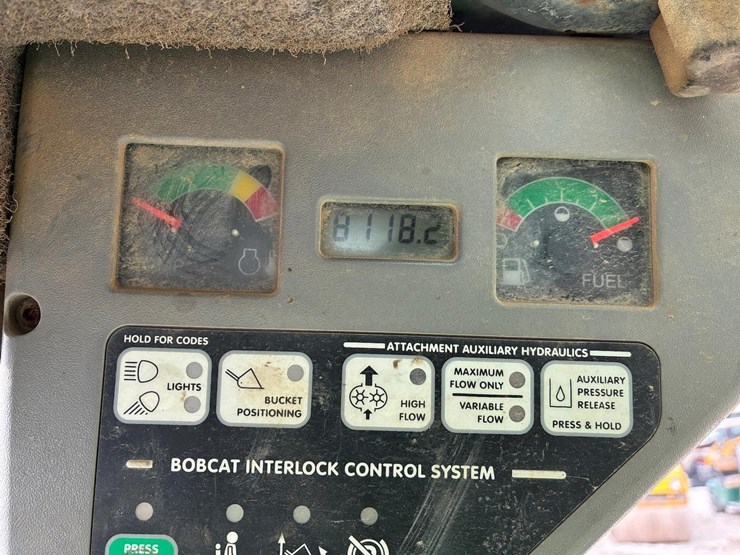 8118.2
FUEL
HOLD FOR CODES
ATTACHMENT AUXILIARY HYDRAULICS
LIGHTS
BUCKET
POSITIONING
HIGH
FLOW
MAXIMUM
FLOW ONLY
VARIABLE
FLOW
AUXILIARY
PRESSURE
RELEASE
PRESS & HOLD
BOBCAT INTERLOCK CONTROL SYSTEM
PRESS